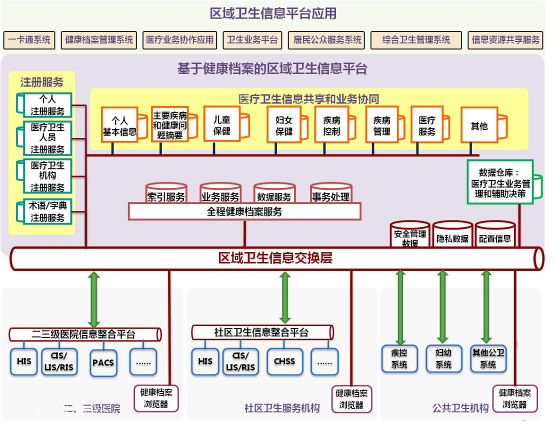 区域卫生信息平台应用
一卡通系统
健康档案管理系统
医疗业务协作应用
卫生业务平台
居民公众服务系统
综合卫生管理系统
信息资源共享服务
基于健康档案的区域卫生信息平台
注册服务
个人
注册服务
医疗卫生
人员
注册服务
医疗卫生
机构
注册服务
术语/字典
注册服务
医疗卫生信息共享和业务协同
个人
基本信息
主要疾病
和健康问
题摘要
儿童
保健
妇女
保健
疾病
控制
疾病
管理
医疗
服务
其他
数据仓库:
医疗卫生业务管
理和辅助决策
索引服务
业务服务
数据服务
事务处理
全程健康档案服务
安全管理
数据
隐私数据
配置信息
区域卫生信息交换层
二三级医院信息整合平台
HIS
CIS/
LIS/RIS
PACS
......
健康档案
浏览器
二、三级医院
社区卫生信息整合平台
HIS
CIS/
LIS/RIS
CHSS
......
健康档案
浏览器
社区卫生服务机构
疾控
系统
妇幼
系统
其他公卫
系统
健康档案
浏览器
公共卫生机构